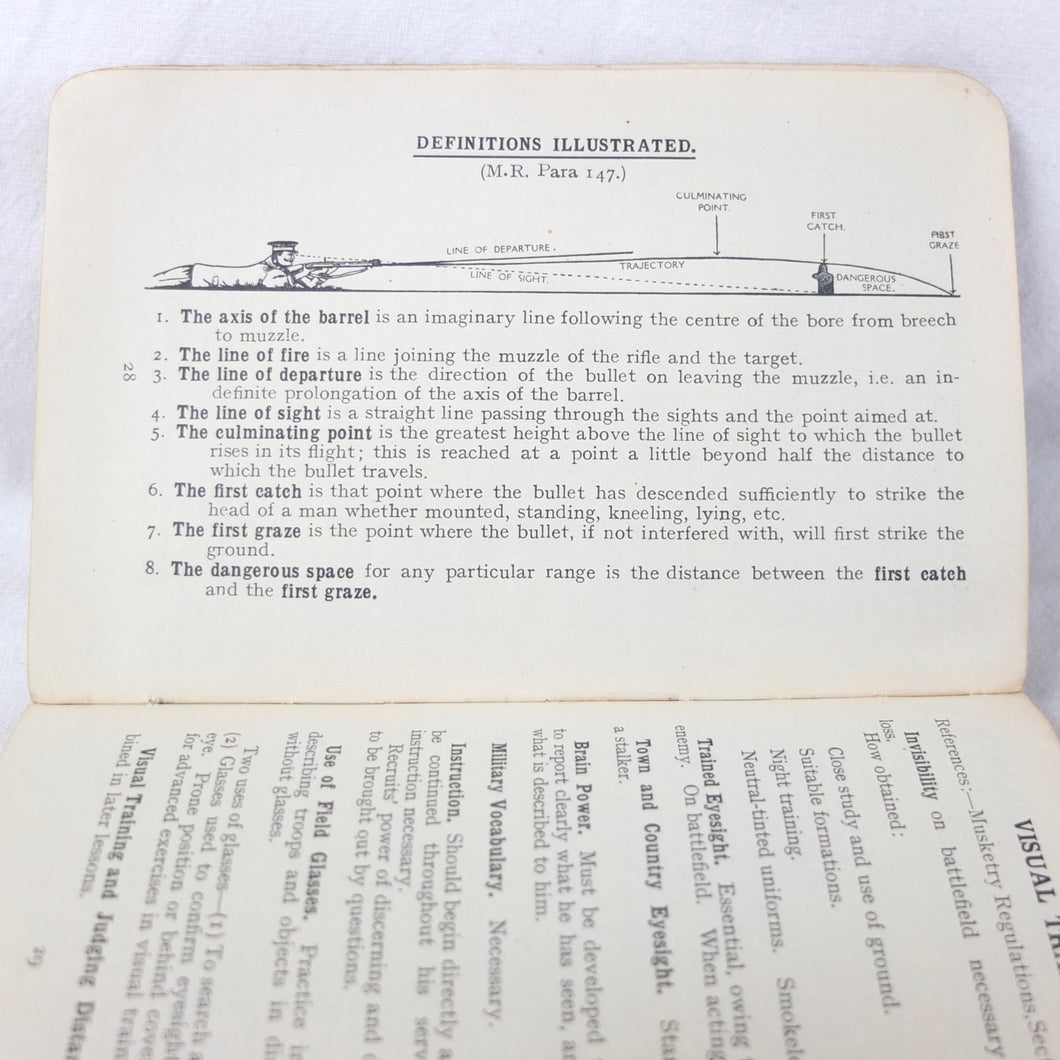 DEFINITIONS ILLUSTRATED.
(M.R. Para 147.)
CULMINATING
POINT.
FIRST
CATCH.
FIRST
GRAZE
LINE OF DEPARTURE.
TRAJECTORY
LINE OF SIGHT.
DANGEROUS
SPACE.
1. The axis of the barrel is an imaginary line following the centre of the bore from breech
to muzzle.
2. The line of fire is a line joining the muzzle of the rifle and the target.
3. The line of departure is the direction of the bullet on leaving the muzzle, i.e. an in-
definite prolongation of the axis of the barrel.
4. The line of sight is a straight line passing through the sights and the point aimed at.
5. The culminating point is the greatest height above the line of sight to which the bullet
rises in its flight; this is reached at a point a little beyond half the distance to
which the bullet travels.
6. The first catch is that point where the bullet has descended sufficiently to strike the
head of a man whether mounted, standing, kneeling, lying, etc.
7. The first graze is the point where the bullet, if not interfered with, will first strike the
ground.
8. The dangerous space for any particular range is the distance between the first catch
and the first graze.
28
VISUAL
References:—Musketry Regulations,
Invisibility on battlefield necessary
loss.
How obtained:
Close study and use of ground.
Suitable formations.
Night training.
Neutral-tinted uniforms.
Trained Eyesight. Essential, owing
enemy. On battlefield. When acting
Town and Country Eyesight.
a stalker.
Brain Power. Must be developed
to report clearly what he has seen,
what is described to him.
Military Vocabulary. Necessary.
Instruction. Should begin directly
be continued throughout his
instruction necessary.
Recruits' power of discerning and
to be brought out by questions.
Use of Field Glasses. Practice
describing troops and objects in
without glasses.
Two uses of glasses—(1) To search
(2) Glasses used to confirm
eye. Prone position or behind
for advanced exercises in visual
Visual Training and Judging
bined in later lessons.
29